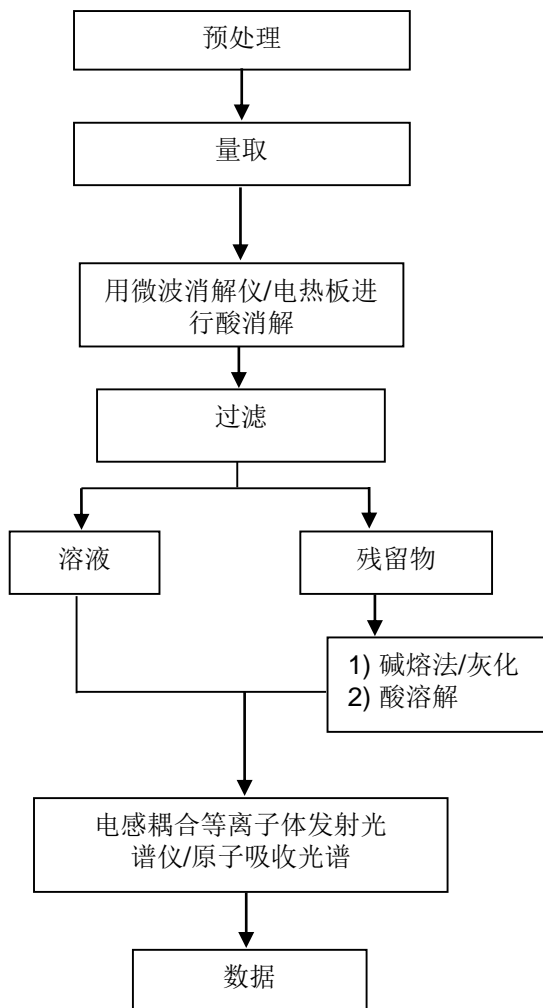 预处理
量取
用微波消解仪/电热板进
行酸消解
过滤
溶液
残留物
1) 碱熔法/灰化
2) 酸溶解
电感耦合等离子体发射光
谱仪/原子吸收光谱
数据